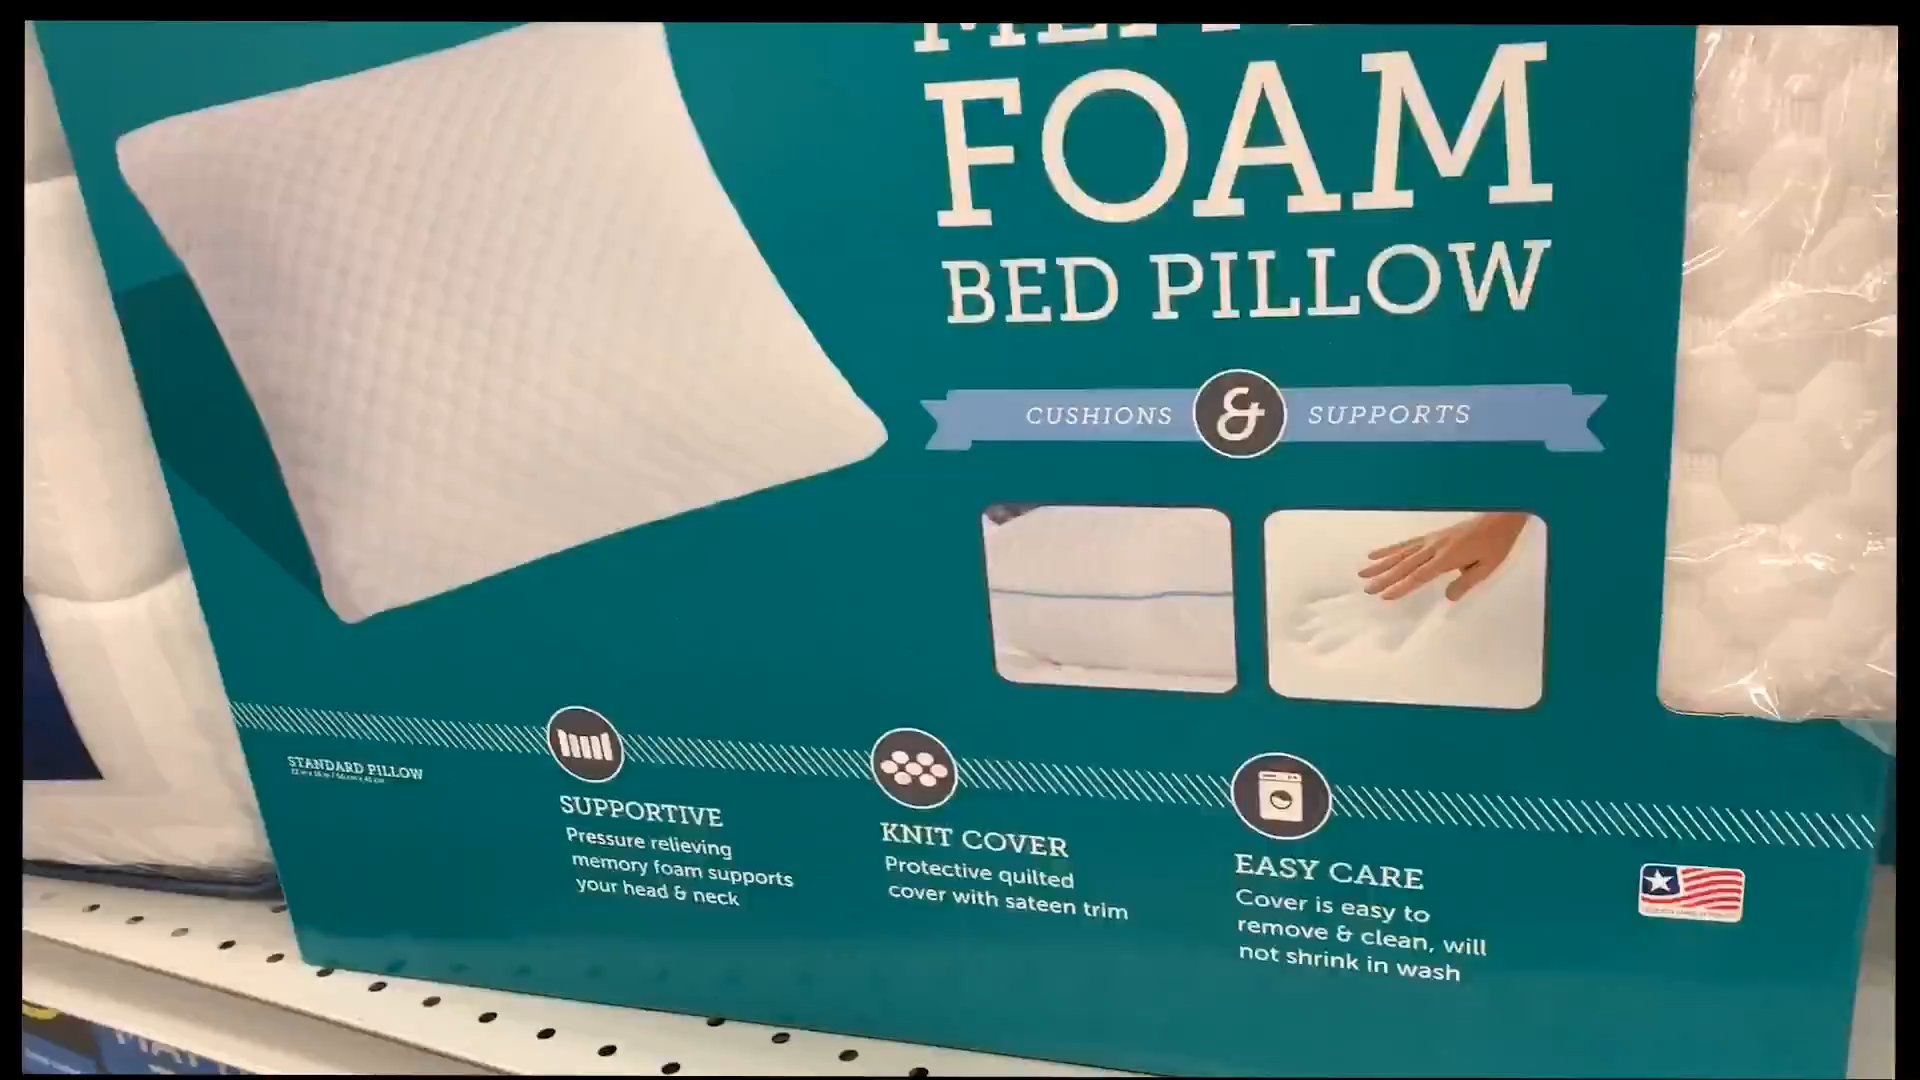 FOAM
BED PILLOW
CUSHIONS & SUPPORTS
STANDARD PILLOW
SUPPORTIVE
Pressure relieving
memory foam supports
your head & neck
KNIT COVER
Protective quilted
cover with sateen trim
EASY CARE
Cover is easy to
remove & clean, will
not shrink in wash